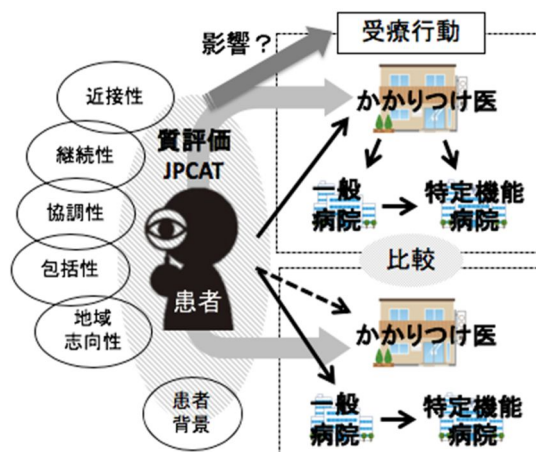 影響？
受療行動
近接性
継続性
協調性
包括性
地域
志向性
質評価
JPCAT
患者
患者
背景
かかりつけ医
一般
病院
特定機能
病院
比較
かかりつけ医
一般
病院
特定機能
病院